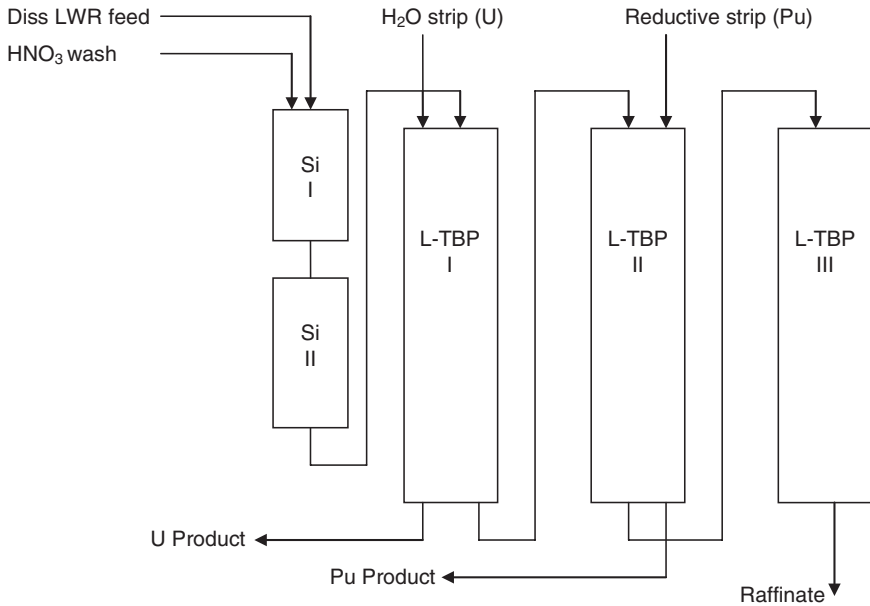 Diss LWR feed
HNO₃ wash
H₂O strip (U)
Reductive strip (Pu)
Si
I
Si
II
L-TBP
I
L-TBP
II
L-TBP
III
U Product
Pu Product
Raffinate